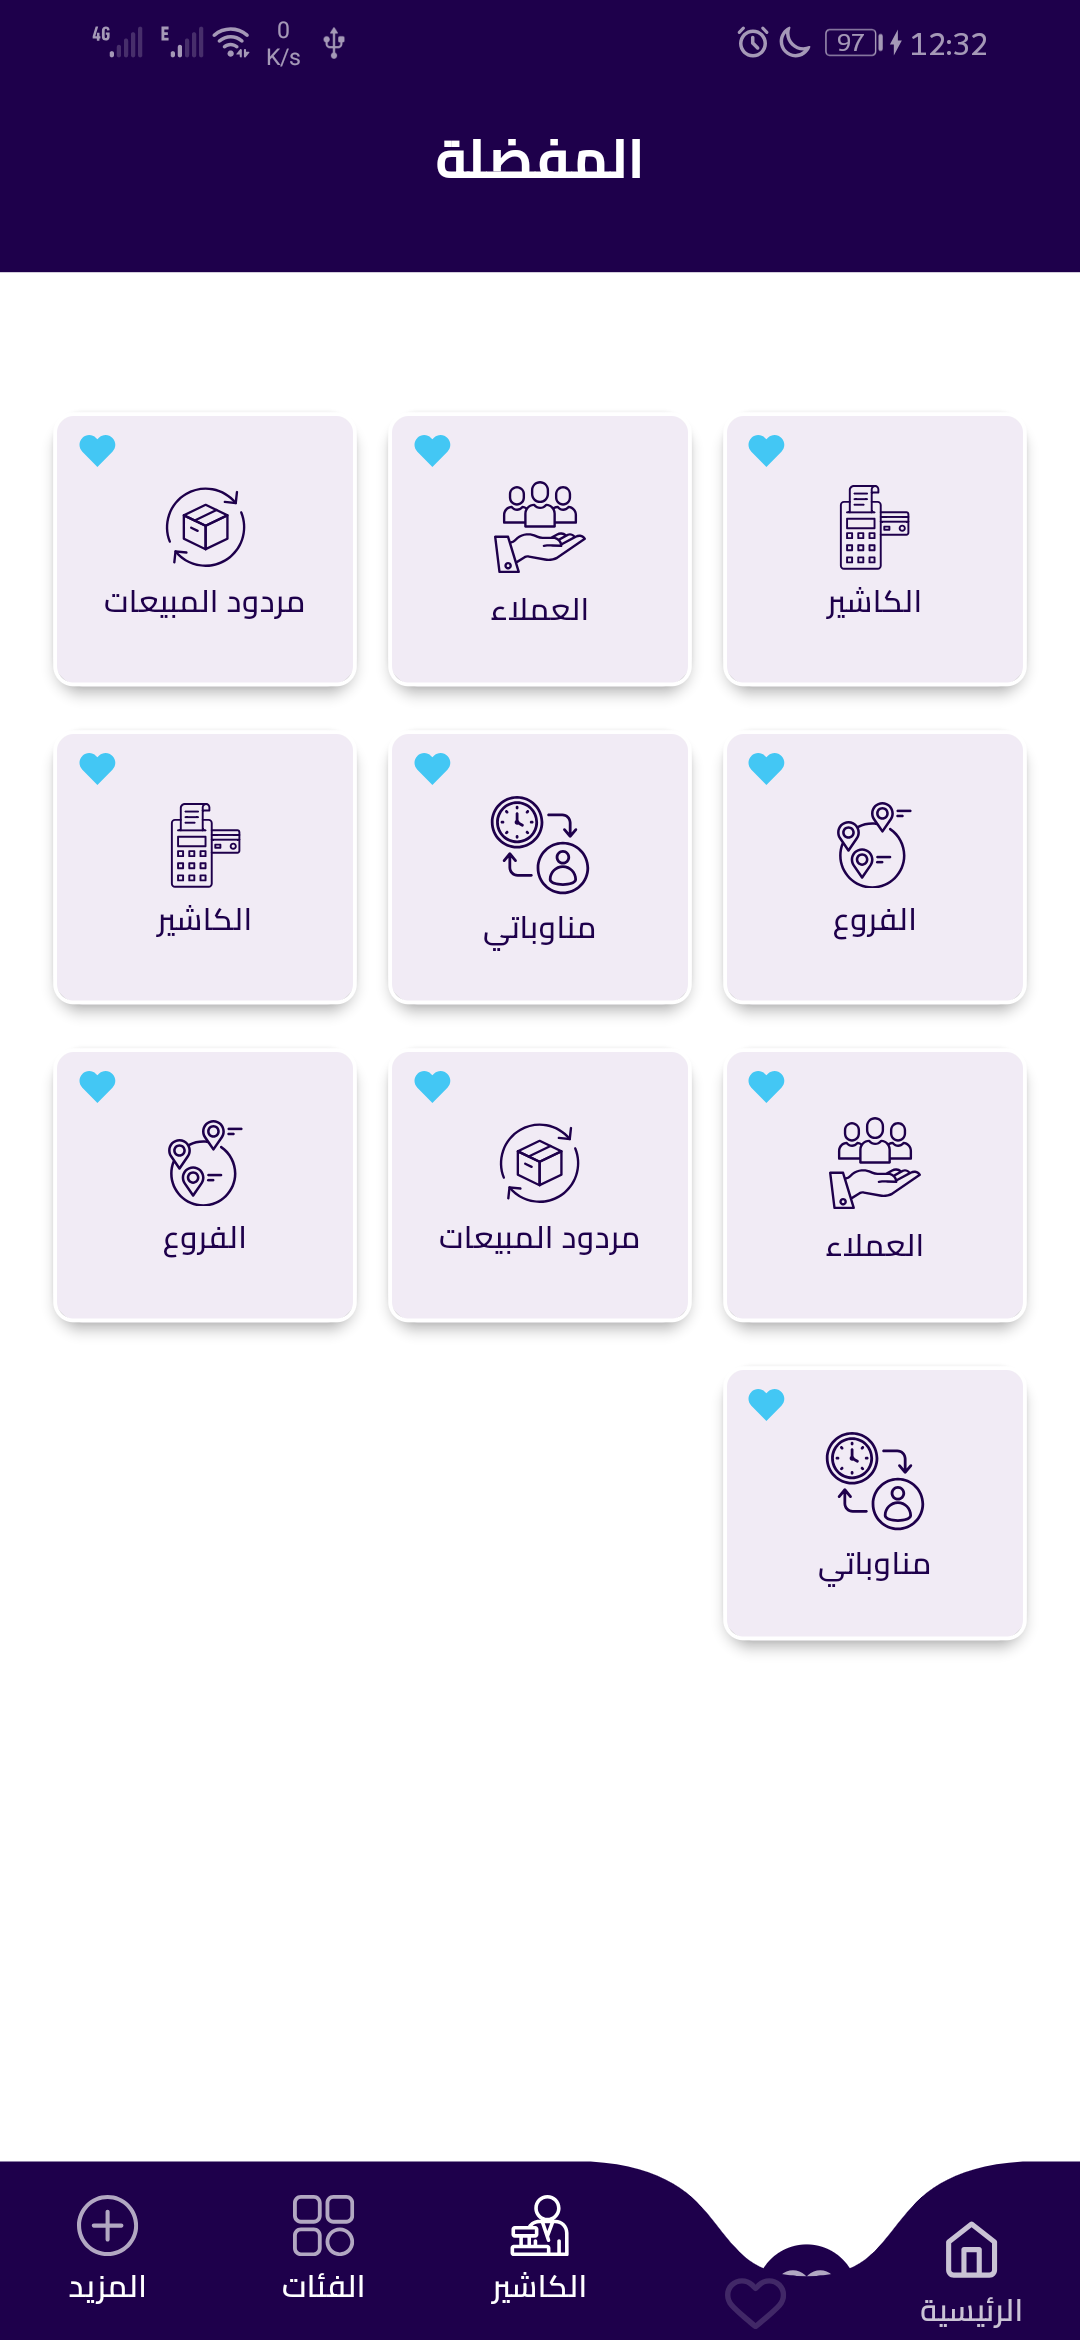 4G E 0 K/s 97 12:32
المفضلة
الكاشير
العملاء
مردود المبيعات
الفروع
مناوباتي
الكاشير
العملاء
مردود المبيعات
الفروع
مناوباتي
الرئيسية
الكاشير
الفئات
المزيد